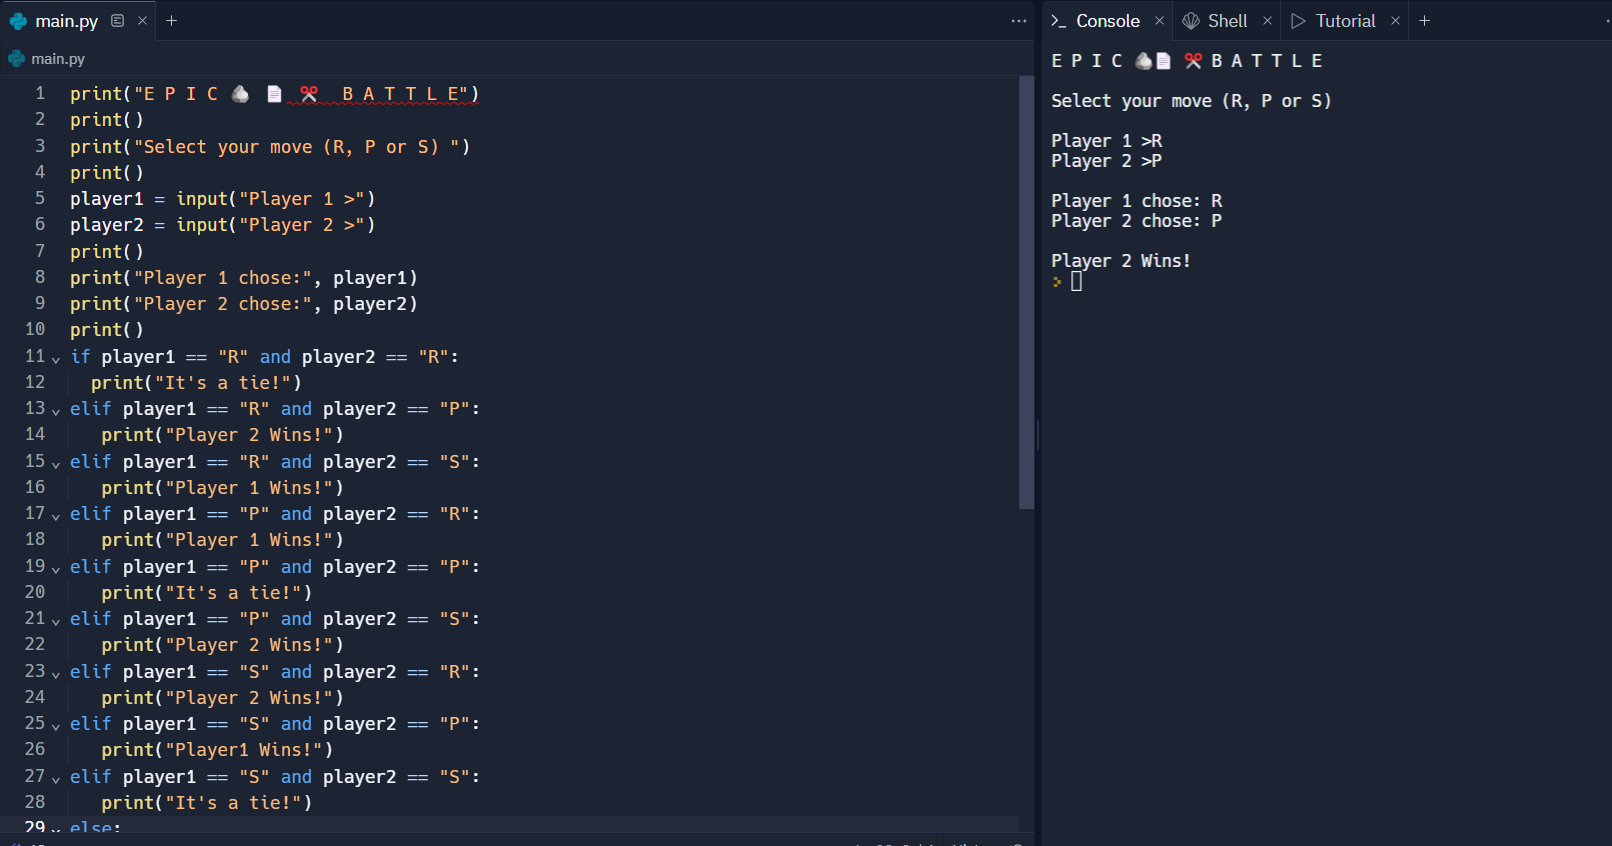 main.py
main.py
1 print("E P I C 🪨 📄 ✂️ B A T T L E")
2 print()
3 print("Select your move (R, P or S) ")
4 print()
5 player1 = input("Player 1 >")
6 player2 = input("Player 2 >")
7 print()
8 print("Player 1 chose:", player1)
9 print("Player 2 chose:", player2)
10 print()
11 if player1 == "R" and player2 == "R":
12 print("It's a tie!")
13 elif player1 == "R" and player2 == "P":
14 print("Player 2 Wins!")
15 elif player1 == "R" and player2 == "S":
16 print("Player 1 Wins!")
17 elif player1 == "P" and player2 == "R":
18 print("Player 1 Wins!")
19 elif player1 == "P" and player2 == "P":
20 print("It's a tie!")
21 elif player1 == "P" and player2 == "S":
22 print("Player 2 Wins!")
23 elif player1 == "S" and player2 == "R":
24 print("Player 2 Wins!")
25 elif player1 == "S" and player2 == "P":
26 print("Player1 Wins!")
27 elif player1 == "S" and player2 == "S":
28 print("It's a tie!")
29 else:
Console Shell Tutorial
E P I C 🪨📄 ✂️ B A T T L E
Select your move (R, P or S)
Player 1 >R
Player 2 >P
Player 1 chose: R
Player 2 chose: P
Player 2 Wins!